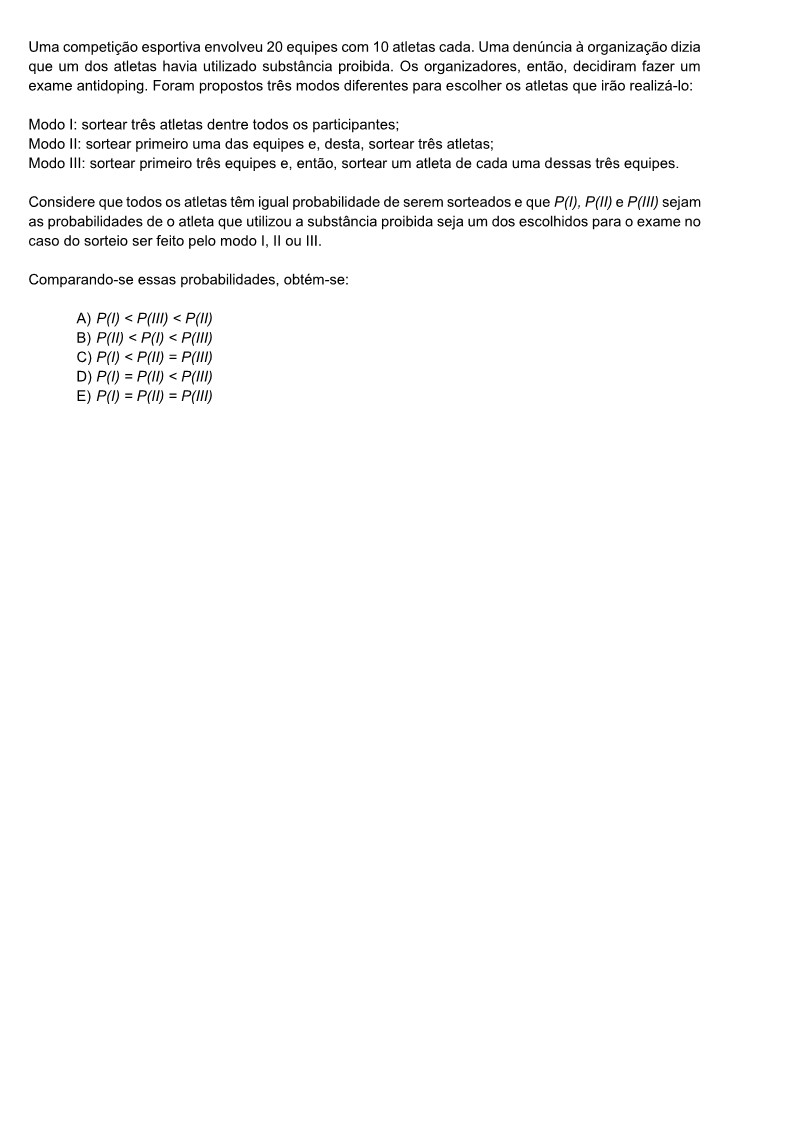 Uma competição esportiva envolveu 20 equipes com 10 atletas cada. Uma denúncia à organização dizia
que um dos atletas havia utilizado substância proibida. Os organizadores, então, decidiram fazer um
exame antidoping. Foram propostos três modos diferentes para escolher os atletas que irão realizá-lo:
Modo I: sortear três atletas dentre todos os participantes;
Modo II: sortear primeiro uma das equipes e, desta, sortear três atletas;
Modo III: sortear primeiro três equipes e, então, sortear um atleta de cada uma dessas três equipes.
Considere que todos os atletas têm igual probabilidade de serem sorteados e que P(I), P(II) e P(III) sejam
as probabilidades de o atleta que utilizou a substância proibida seja um dos escolhidos para o exame no
caso do sorteio ser feito pelo modo I, II ou III.
Comparando-se essas probabilidades, obtém-se:
A) P(I) < P(III) < P(II)
B) P(II) < P(I) < P(III)
C) P(I) < P(II) = P(III)
D) P(I) = P(II) < P(III)
E) P(I) = P(II) = P(III)